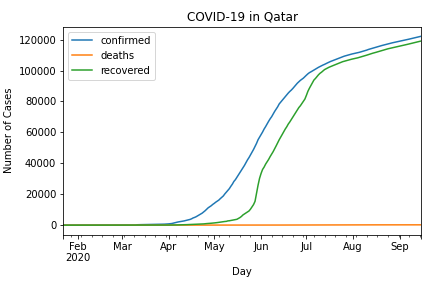 COVID-19 in Qatar
confirmed
deaths
recovered
Number of Cases
120000
100000
80000
60000
40000
20000
0
Feb Mar Apr May Jun Jul Aug Sep
2020
Day